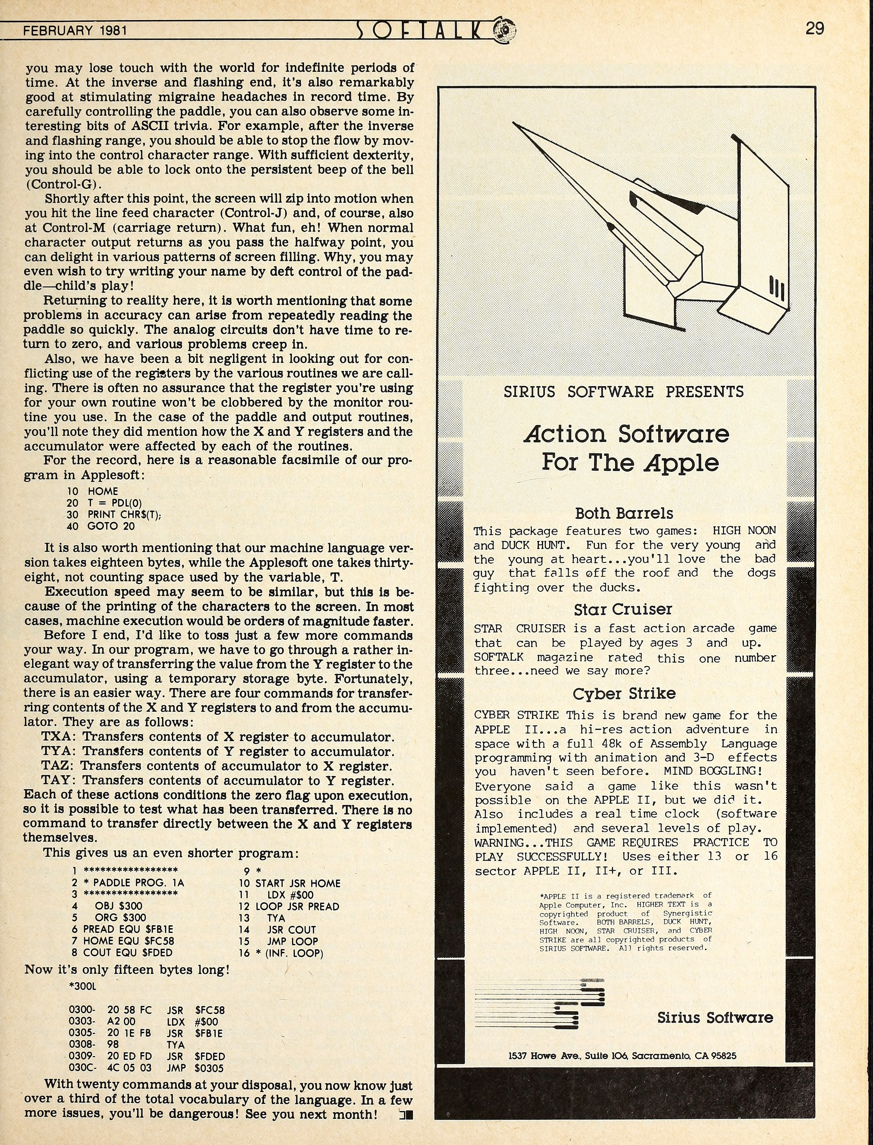 FEBRUARY 1981
SOFTALK
29
you may lose touch with the world for indefinite periods of
time. At the inverse and flashing end, it's also remarkably
good at stimulating migraine headaches in record time. By
carefully controlling the paddle, you can also observe some in-
teresting bits of ASCII trivia. For example, after the inverse
and flashing range, you should be able to stop the flow by mov-
ing into the control character range. With sufficient dexterity,
you should be able to lock onto the persistent beep of the bell
(Control-G).
Shortly after this point, the screen will zip into motion when
you hit the line feed character (Control-J) and, of course, also
at Control-M (carriage return). What fun, eh! When normal
character output returns as you pass the halfway point, you
can delight in various patterns of screen filling. Why, you may
even wish to try writing your name by deft control of the pad-
dle—child's play!
Returning to reality here, it is worth mentioning that some
problems in accuracy can arise from repeatedly reading the
paddle so quickly. The analog circuits don't have time to re-
turn to zero, and various problems creep in.
Also, we have been a bit negligent in looking out for con-
flicting use of the registers by the various routines we are call-
ing. There is often no assurance that the register you're using
for your own routine won't be clobbered by the monitor rou-
tine you use. In the case of the paddle and output routines,
you'll note they did mention how the X and Y registers and the
accumulator were affected by each of the routines.
For the record, here is a reasonable facsimile of our pro-
gram in Applesoft:
10 HOME
20 T = PDL(0)
30 PRINT CHR$(T);
40 GOTO 20
It is also worth mentioning that our machine language ver-
sion takes eighteen bytes, while the Applesoft one takes thirty-
eight, not counting space used by the variable, T.
Execution speed may seem to be similar, but this is be-
cause of the printing of the characters to the screen. In most
cases, machine execution would be orders of magnitude faster.
Before I end, I'd like to toss just a few more commands
your way. In our program, we have to go through a rather in-
elegant way of transferring the value from the Y register to the
accumulator, using a temporary storage byte. Fortunately,
there is an easier way. There are four commands for transfer-
ring contents of the X and Y registers to and from the accumu-
lator. They are as follows:
TXA: Transfers contents of X register to accumulator.
TYA: Transfers contents of Y register to accumulator.
TAZ: Transfers contents of accumulator to X register.
TAY: Transfers contents of accumulator to Y register.
Each of these actions conditions the zero flag upon execution,
so it is possible to test what has been transferred. There is no
command to transfer directly between the X and Y registers
themselves.
This gives us an even shorter program:
1 *****************
2 * PADDLE PROG. 1A
3 *****************
4 OBJ $300
5 ORG $300
6 PREAD EQU $FB1E
7 HOME EQU $FC58
8 COUT EQU $FDED
9 *
10 START JSR HOME
11 LDX #$00
12 LOOP JSR PREAD
13 TYA
14 JSR COUT
15 JMP LOOP
16 * (INF. LOOP)
Now it's only fifteen bytes long!
*300L
0300- 20 58 FC JSR $FC58
0303- A2 00 LDX #$00
0305- 20 1E FB JSR $FB1E
0308- 98 TYA
0309- 20 ED FD JSR $FDED
030C- 4C 05 03 JMP $0305
With twenty commands at your disposal, you now know just
over a third of the total vocabulary of the language. In a few
more issues, you'll be dangerous! See you next month!
SIRIUS SOFTWARE PRESENTS
Action Software
For The Apple
Both Barrels
This package features two games: HIGH NOON
and DUCK HUNT. Fun for the very young and
the young at heart...you'll love the bad
guy that falls off the roof and the dogs
fighting over the ducks.
Star Cruiser
STAR CRUISER is a fast action arcade game
that can be played by ages 3 and up.
SOFTALK magazine rated this one number
three...need we say more?
Cyber Strike
CYBER STRIKE This is brand new game for the
APPLE II...a hi-res action adventure in
space with a full 48k of Assembly Language
programming with animation and 3-D effects
you haven't seen before. MIND BOGGLING!
Everyone said a game like this wasn't
possible on the APPLE II, but we did it.
Also includes a real time clock (software
implemented) and several levels of play.
WARNING...THIS GAME REQUIRES PRACTICE TO
PLAY SUCCESSFULLY! Uses either 13 or 16
sector APPLE II, II+, or III.
*APPLE II is a registered trademark of
Apple Computer, Inc. HIGHER TEXT is a
copyrighted product of Synergistic
Software. BOTH BARRELS, DUCK HUNT,
HIGH NOON, STAR CRUISER, and CYBER
STRIKE are all copyrighted products of
SIRIUS SOFTWARE. All rights reserved.
Sirius Software
1537 Howe Ave., Suite 106, Sacramento, CA 95825